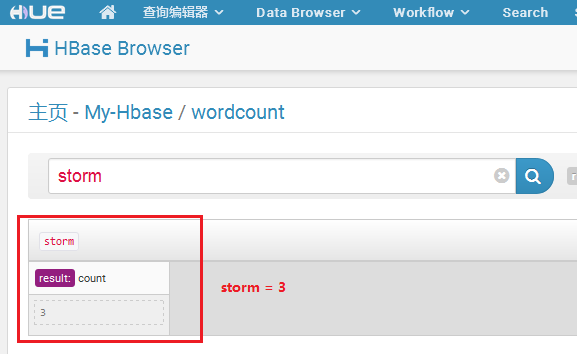 HUE 查询编辑器 Data Browser Workflow Search
HBase Browser
主页 - My-Hbase / wordcount
storm
storm
result: count
storm = 3
3